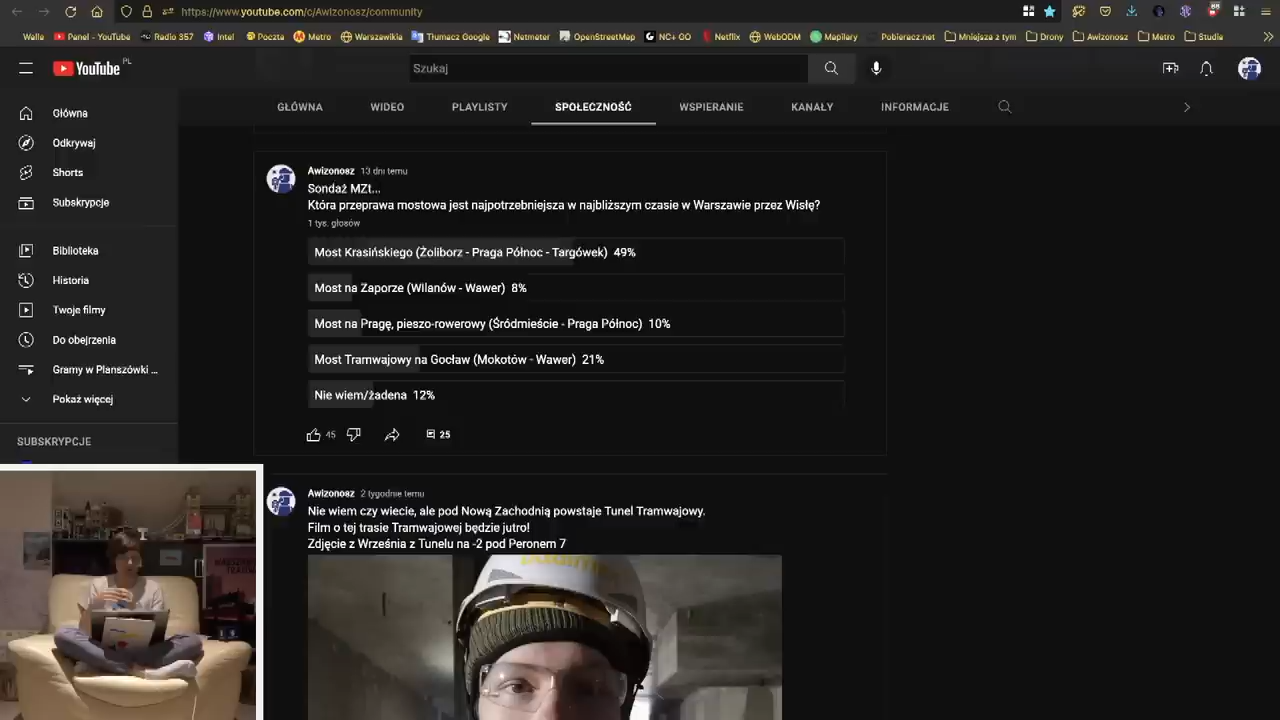 https://www.youtube.com/c/Awizonosz/community
Walla
Panel - YouTube
Radio 357
Intel
Poczta
Metro
Warszawikia
Tłumacz Google
Netmeter
OpenStreetMap
NC+ GO
Netflix
WebODM
Mapilary
Pobieracz.net
Mniejsza z tym
Drony
Awizonosz
Metro
Studia
YouTube PL
Szukaj
GŁÓWNA
WIDEO
PLAYLISTY
SPOŁECZNOŚĆ
WSPIERANIE
KANAŁY
INFORMACJE
Główna
Odkrywaj
Shorts
Subskrypcje
Biblioteka
Historia
Twoje filmy
Do obejrzenia
Gramy w Planszówki ...
Pokaż więcej
SUBSKRYPCJE
Awizonosz 13 dni temu
Sondaż MZt...
Która przeprawa mostowa jest najpotrzebniejsza w najbliższym czasie w Warszawie przez Wisłę?
1 tys. głosów
Most Krasińskiego (Żoliborz - Praga Północ - Targówek) 49%
Most na Zaporze (Wilanów - Wawer) 8%
Most na Pragę, pieszo-rowerowy (Śródmieście - Praga Północ) 10%
Most Tramwajowy na Gocław (Mokotów - Wawer) 21%
Nie wiem/żadena 12%
45
25
Awizonosz 2 tygodnie temu
Nie wiem czy wiecie, ale pod Nową Zachodnią powstaje Tunel Tramwajowy.
Film o tej trasie Tramwajowej będzie jutro!
Zdjęcie z Września z Tunelu na -2 pod Peronem 7